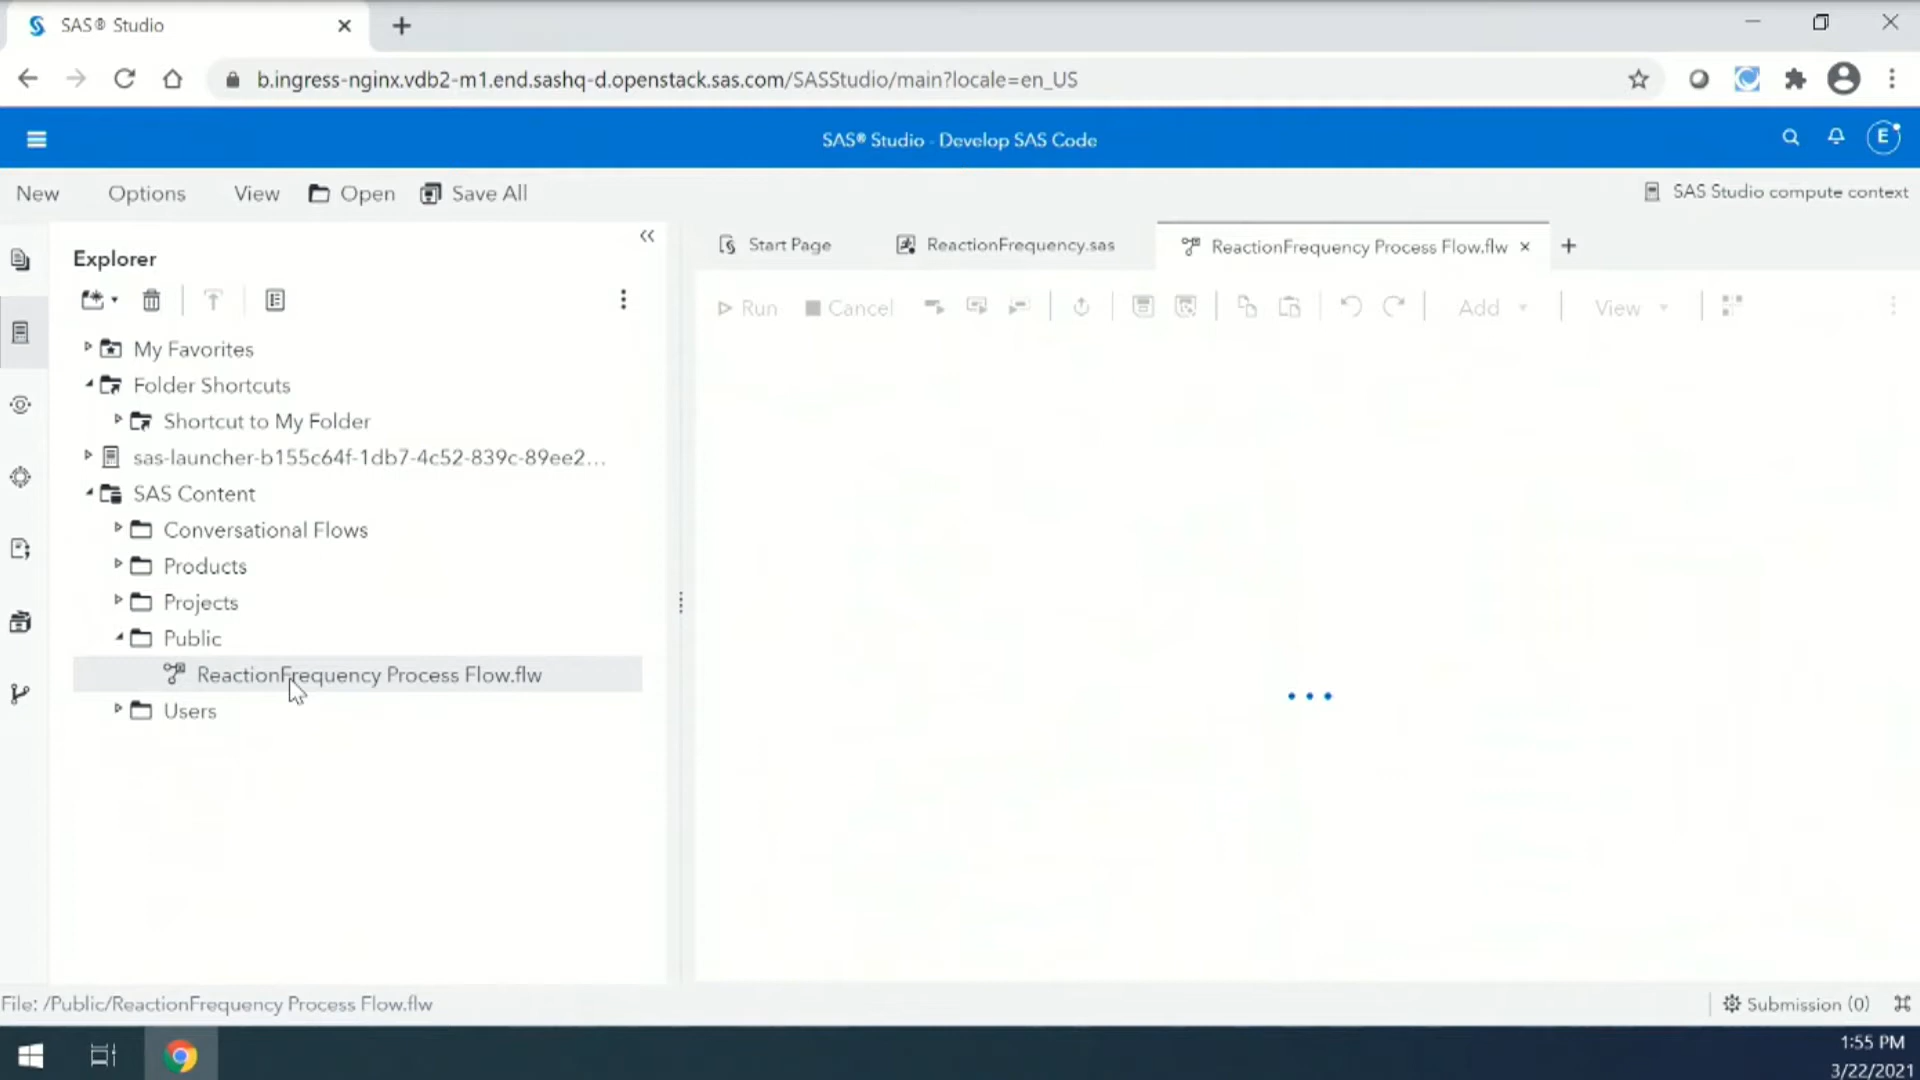 SAS® Studio
b.ingress-nginx.vdb2-m1.end.sashq-d.openstack.sas.com/SASStudio/main?locale=en_US
SAS® Studio - Develop SAS Code
E
New Options View Open Save All
SAS Studio compute context
Explorer
Start Page
ReactionFrequency.sas
ReactionFrequency Process Flow.flw
Run Cancel Add View
My Favorites
Folder Shortcuts
Shortcut to My Folder
sas-launcher-b155c64f-1db7-4c52-839c-89ee2...
SAS Content
Conversational Flows
Products
Projects
Public
ReactionFrequency Process Flow.flw
Users
File: /Public/ReactionFrequency Process Flow.flw
Submission (0)
1:55 PM
3/22/2021